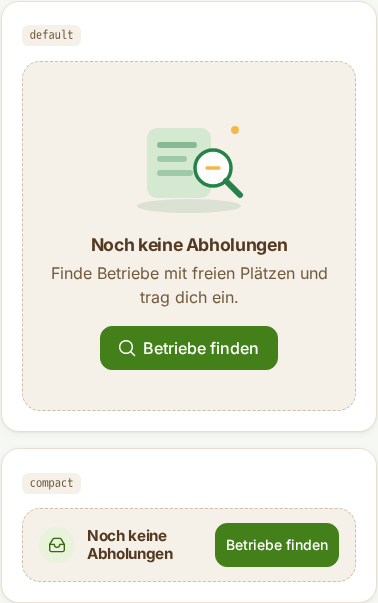 default
Noch keine Abholungen
Finde Betriebe mit freien Plätzen und
trag dich ein.
Betriebe finden
compact
Noch keine
Abholungen
Betriebe finden